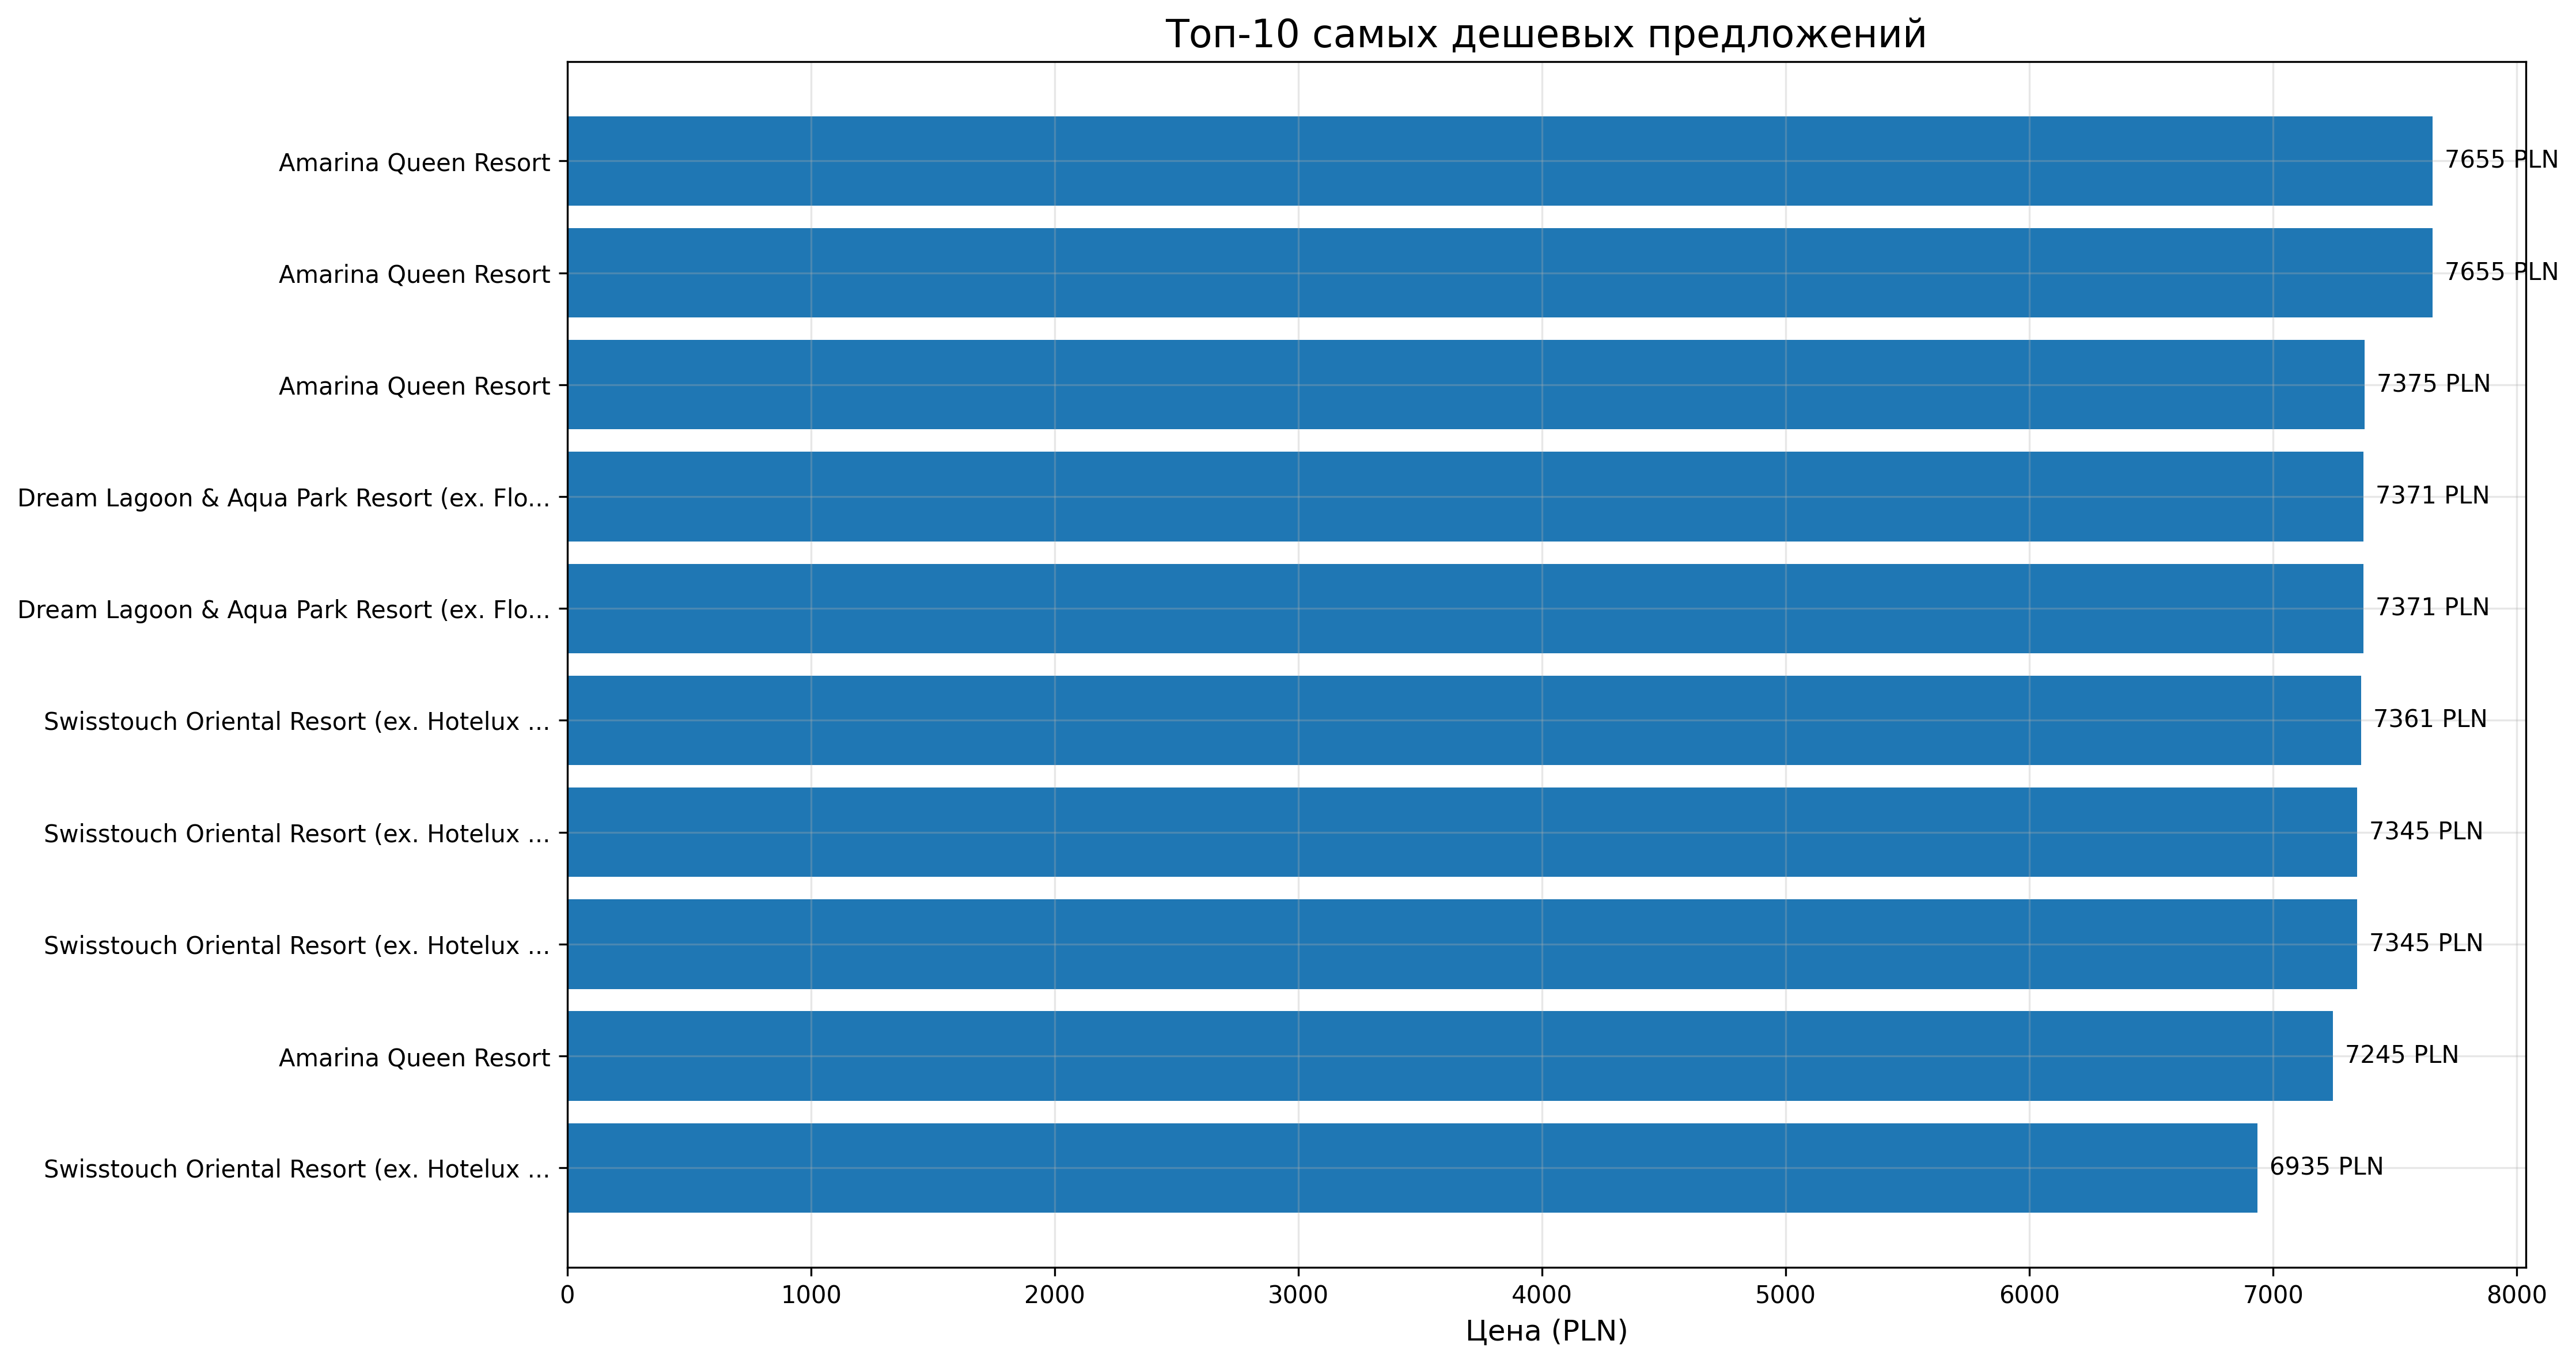 Топ-10 самых дешевых предложений
Amarina Queen Resort
7655 PLN
Amarina Queen Resort
7655 PLN
Amarina Queen Resort
7375 PLN
Dream Lagoon & Aqua Park Resort (ex. Flo...
7371 PLN
Dream Lagoon & Aqua Park Resort (ex. Flo...
7371 PLN
Swisstouch Oriental Resort (ex. Hotelux ...
7361 PLN
Swisstouch Oriental Resort (ex. Hotelux ...
7345 PLN
Swisstouch Oriental Resort (ex. Hotelux ...
7345 PLN
Amarina Queen Resort
7245 PLN
Swisstouch Oriental Resort (ex. Hotelux ...
6935 PLN
0 1000 2000 3000 4000 5000 6000 7000 8000
Цена (PLN)